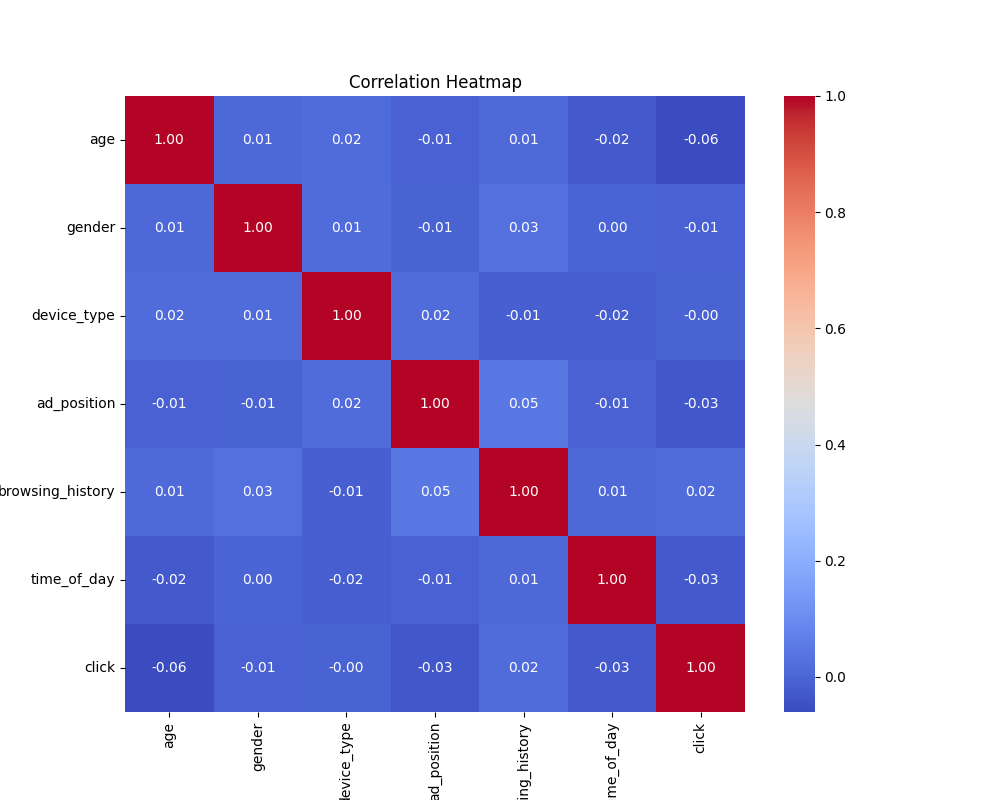 Correlation Heatmap
age 1.00 0.01 0.02 -0.01 0.01 -0.02 -0.06
gender 0.01 1.00 0.01 -0.01 0.03 0.00 -0.01
device_type 0.02 0.01 1.00 0.02 -0.01 -0.02 -0.00
ad_position -0.01 -0.01 0.02 1.00 0.05 -0.01 -0.03
browsing_history 0.01 0.03 -0.01 0.05 1.00 0.01 0.02
time_of_day -0.02 0.00 -0.02 -0.01 0.01 1.00 -0.03
click -0.06 -0.01 -0.00 -0.03 0.02 -0.03 1.00
age
gender
device_type
ad_position
ing_history
me_of_day
click
1.0
0.8
0.6
0.4
0.2
0.0